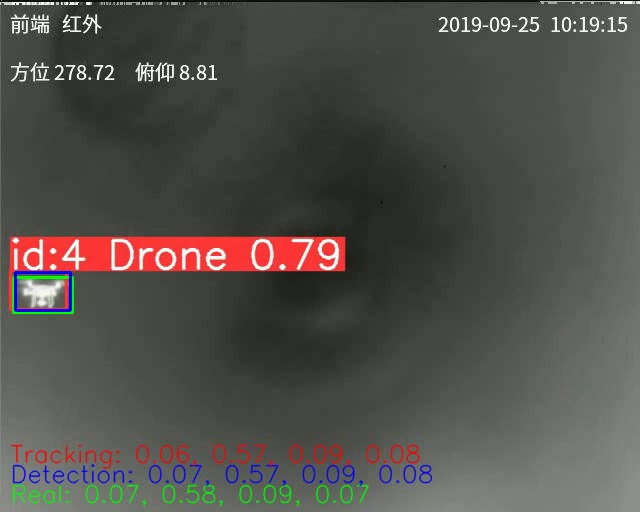 前端 红外 2019-09-25 10:19:15
方位 278.72 俯仰 8.81
id:4 Drone 0.79
Tracking: 0.06, 0.57, 0.09, 0.08
Detection: 0.07, 0.57, 0.09, 0.08
Real: 0.07, 0.58, 0.09, 0.07